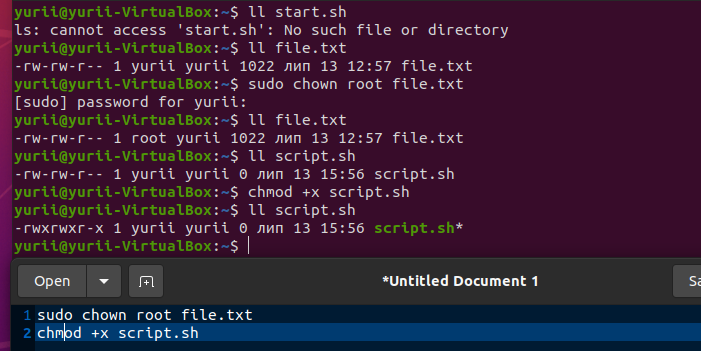 yurii@yurii-VirtualBox:~$ ll start.sh
ls: cannot access 'start.sh': No such file or directory
yurii@yurii-VirtualBox:~$ ll file.txt
-rw-rw-r-- 1 yurii yurii 1022 лип 13 12:57 file.txt
yurii@yurii-VirtualBox:~$ sudo chown root file.txt
[sudo] password for yurii:
yurii@yurii-VirtualBox:~$ ll file.txt
-rw-rw-r-- 1 root yurii 1022 лип 13 12:57 file.txt
yurii@yurii-VirtualBox:~$ ll script.sh
-rw-rw-r-- 1 yurii yurii 0 лип 13 15:56 script.sh
yurii@yurii-VirtualBox:~$ chmod +x script.sh
yurii@yurii-VirtualBox:~$ ll script.sh
-rwxrwxr-x 1 yurii yurii 0 лип 13 15:56 script.sh*
yurii@yurii-VirtualBox:~$
Open *Untitled Document 1 Sa
1 sudo chown root file.txt
2 chmod +x script.sh